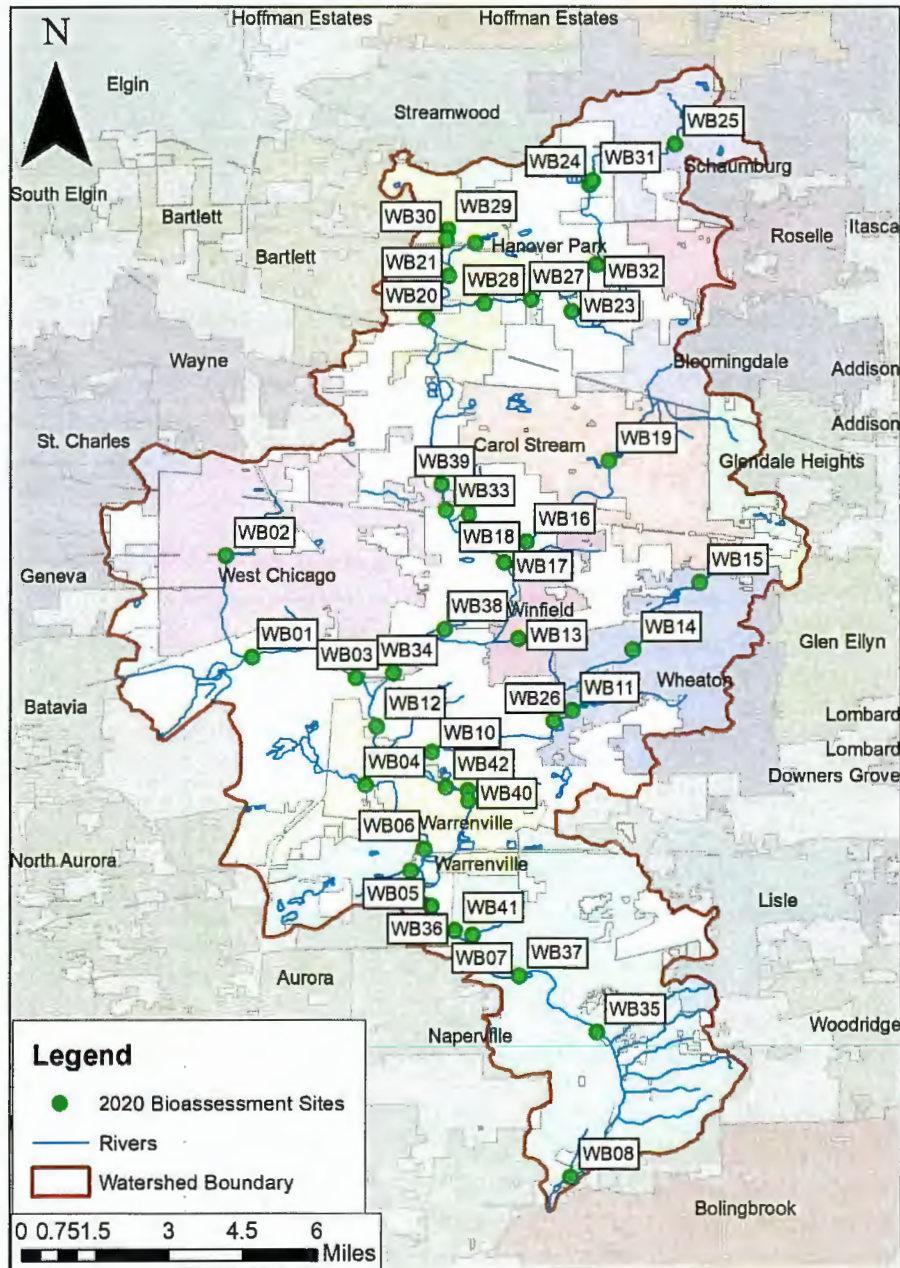 Hoffman Estates
Hoffman Estates
N
Elgin
Streamwood
WB25
WB24
WB31
Schaumburg
South Elgin
Bartlett
WB30
WB29
Hanover Park
Roselle
Itasca
Bartlett
WB21
WB28
WB27
WB32
WB20
WB23
Wayne
Bloomingdale
Addison
St. Charles
Carol Stream
WB19
Addison
Glendale Heights
WB39
WB33
WB02
WB18
WB16
Geneva
West Chicago
WB17
WB15
WB38
Winfield
WB13
WB14
Glen Ellyn
WB01
WB03
WB34
Wheaton
Batavia
WB12
WB26
WB11
Lombard
WB10
Lombard
WB04
WB42
Downers Grove
WB40
WB06
Warrenville
North Aurora
Warrenville
WB05
Lisle
WB36
WB41
WB07
WB37
Aurora
Naperville
WB35
Woodridge
Legend
2020 Bioassessment Sites
Rivers
Watershed Boundary
WB08
Bolingbrook
0 0.751.5 3 4.5 6
Miles